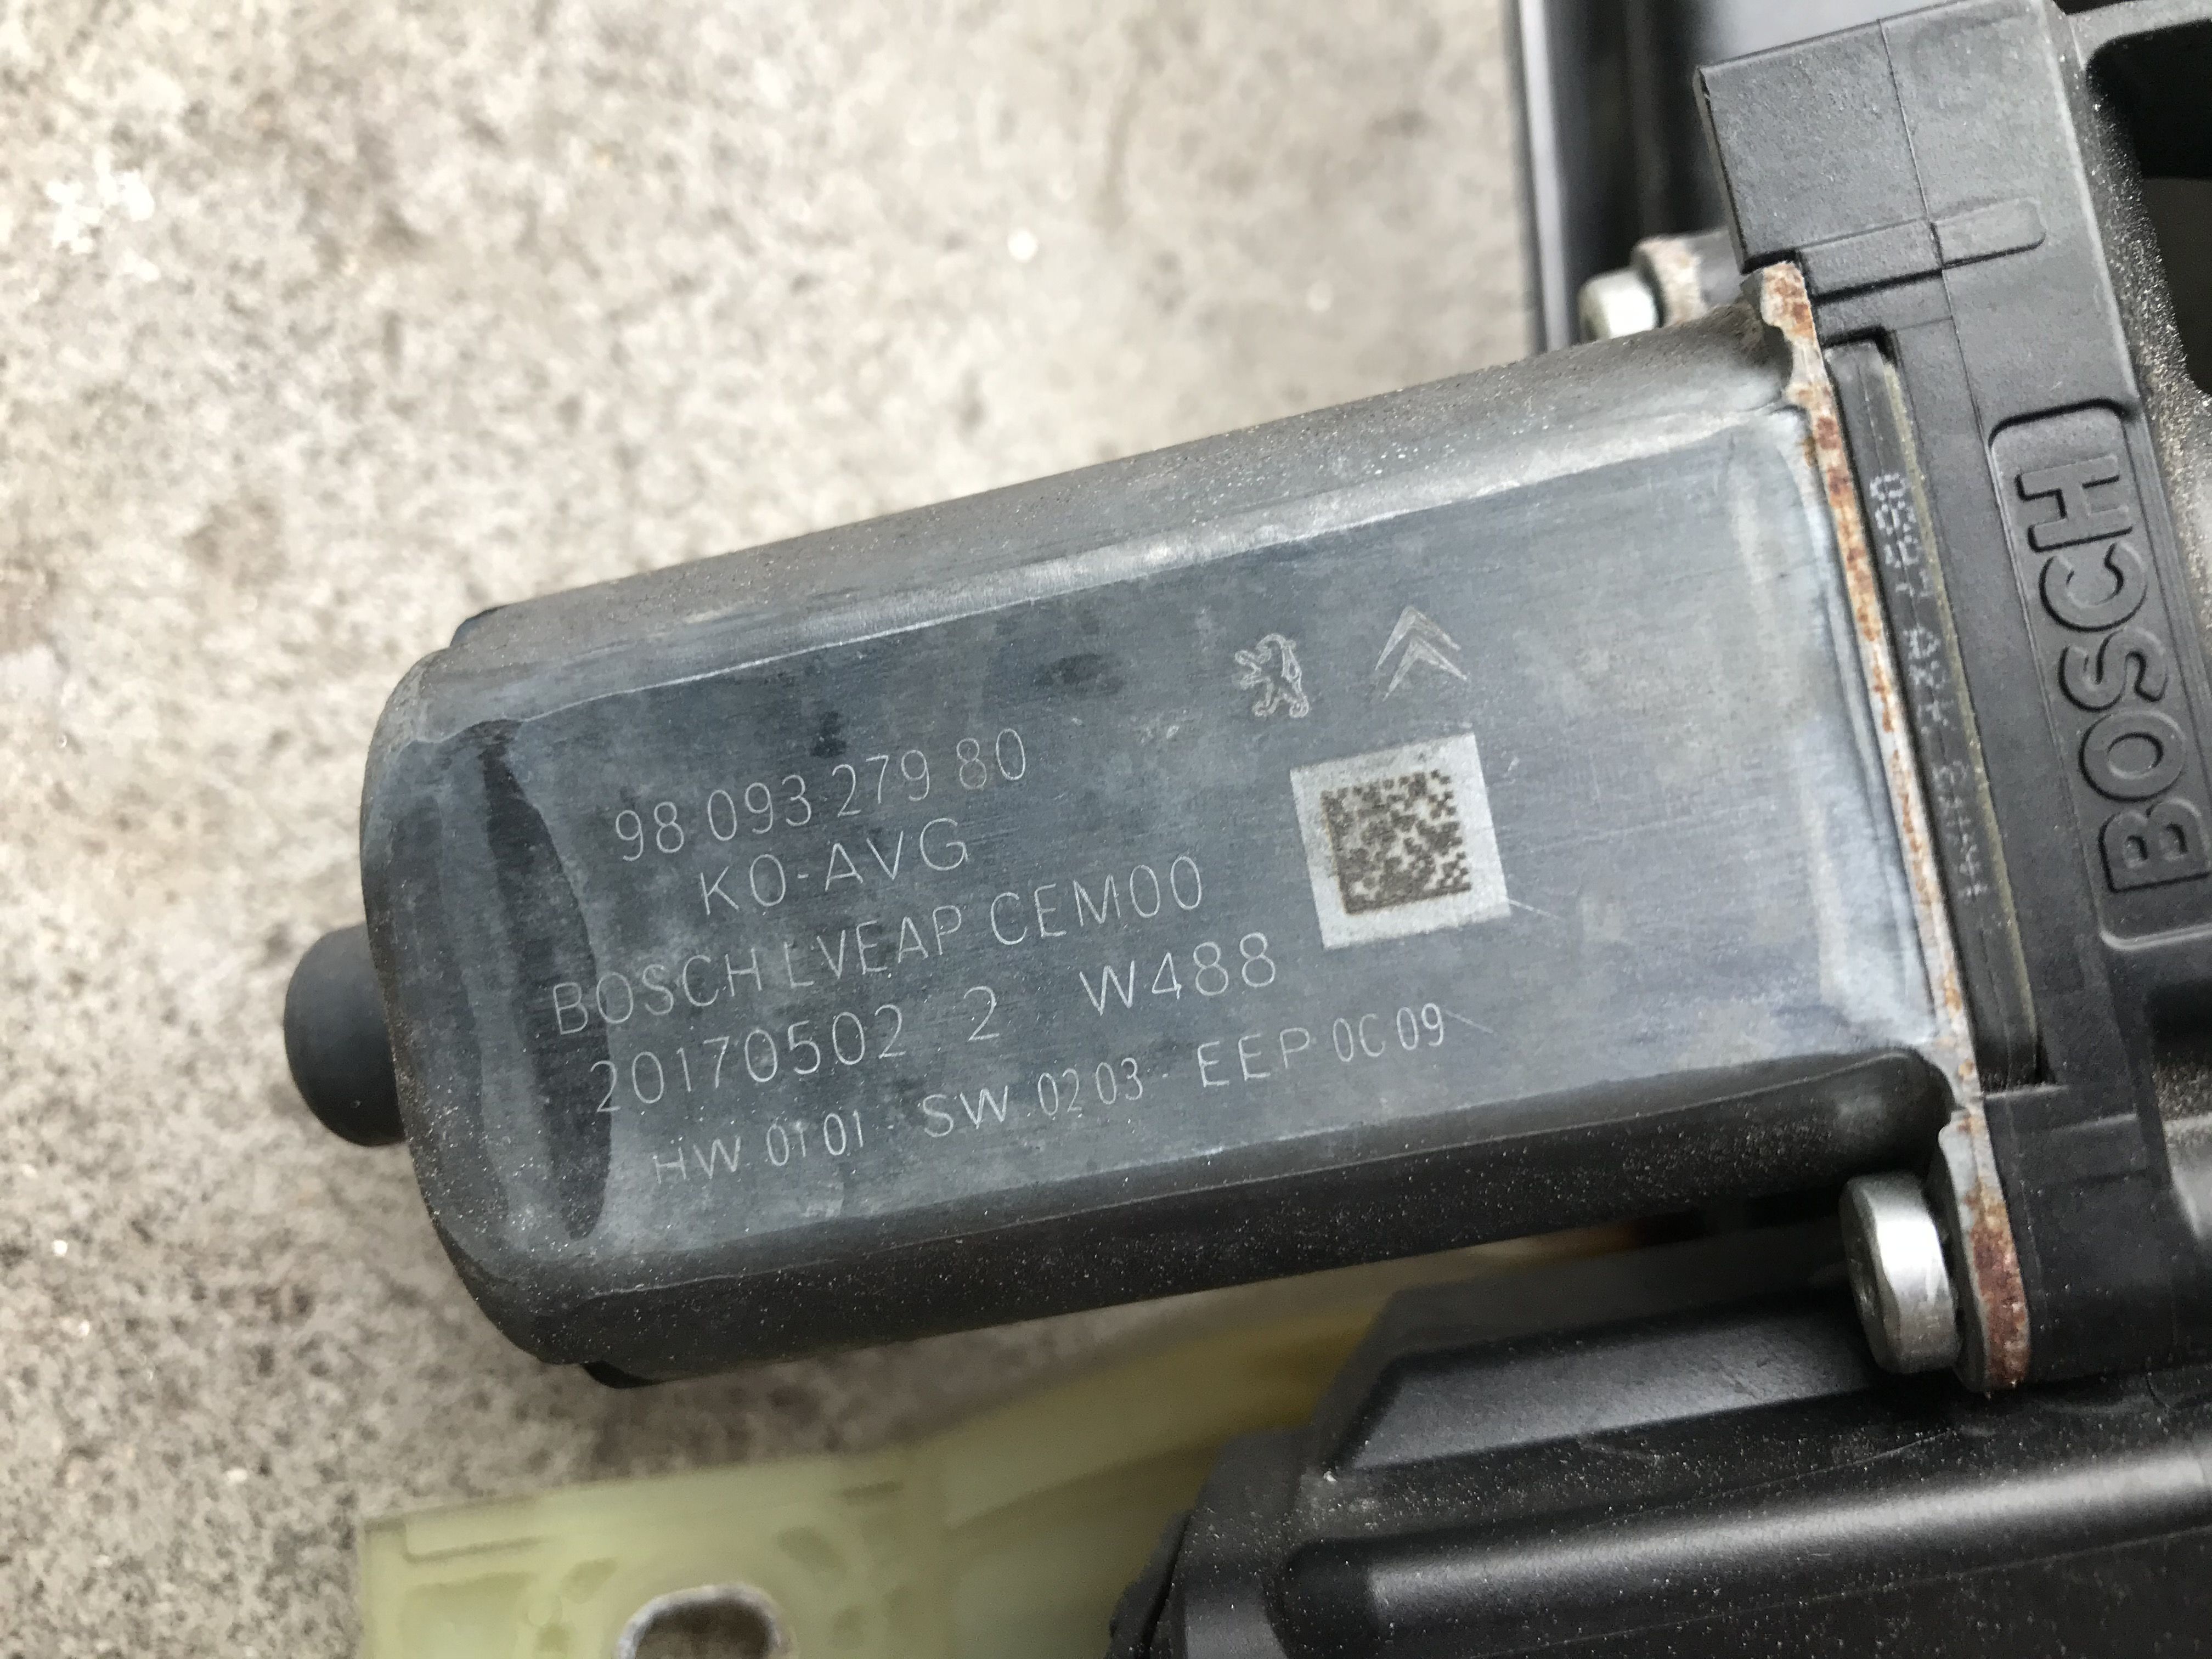 98 093 279 80
K0-AVG
BOSCH LVEAP CEM00
20170502 2 W488
HW 01 01 - SW 02 03 - EEP 0C 09
BOSCH